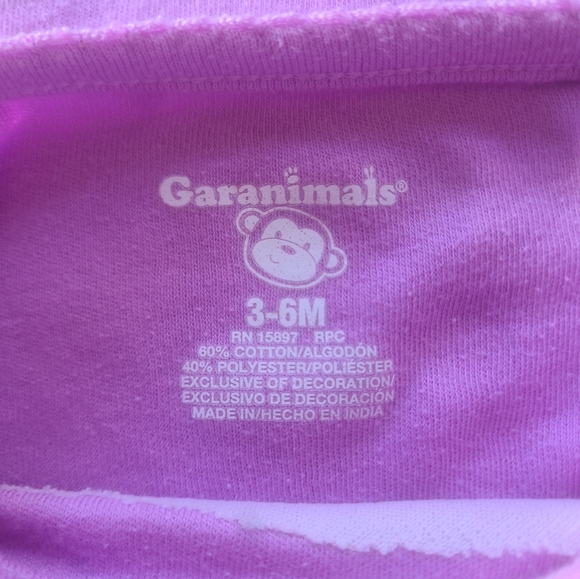 Garanimals®
3-6M
RN 15897 RPC
60% COTTON/ALGODÓN
40% POLYESTER/POLIÉSTER
EXCLUSIVE OF DECORATION/
EXCLUSIVO DE DECORACIÓN
MADE IN/HECHO EN INDIA